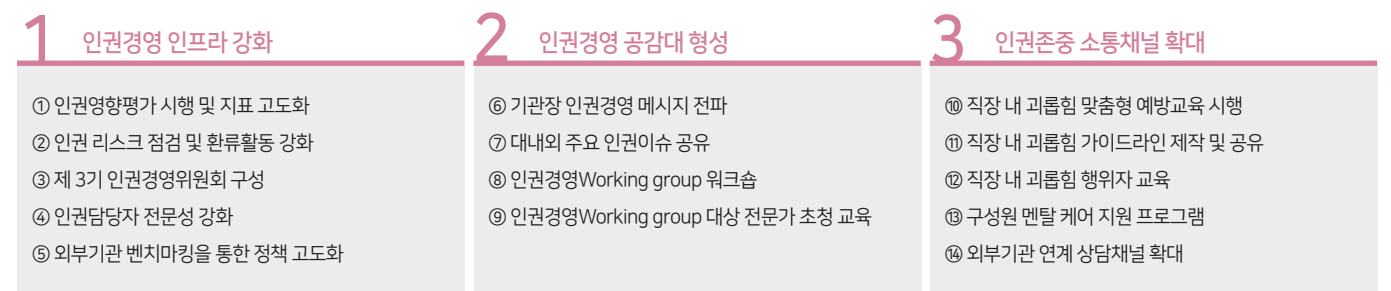 1 인권경영 인프라 강화
① 인권영향평가 시행 및 지표 고도화
② 인권 리스크 점검 및 환류활동 강화
③ 제 3기 인권경영위원회 구성
④ 인권담당자 전문성 강화
⑤ 외부기관 벤치마킹을 통한 정책 고도화
2 인권경영 공감대 형성
⑥ 기관장 인권경영 메시지 전파
⑦ 대내외 주요 인권이슈 공유
⑧ 인권경영Working group 워크숍
⑨ 인권경영Working group 대상 전문가 초청 교육
3 인권존중 소통채널 확대
⑩ 직장 내 괴롭힘 맞춤형 예방교육 시행
⑪ 직장 내 괴롭힘 가이드라인 제작 및 공유
⑫ 직장 내 괴롭힘 행위자 교육
⑬ 구성원 멘탈 케어 지원 프로그램
⑭ 외부기관 연계 상담채널 확대